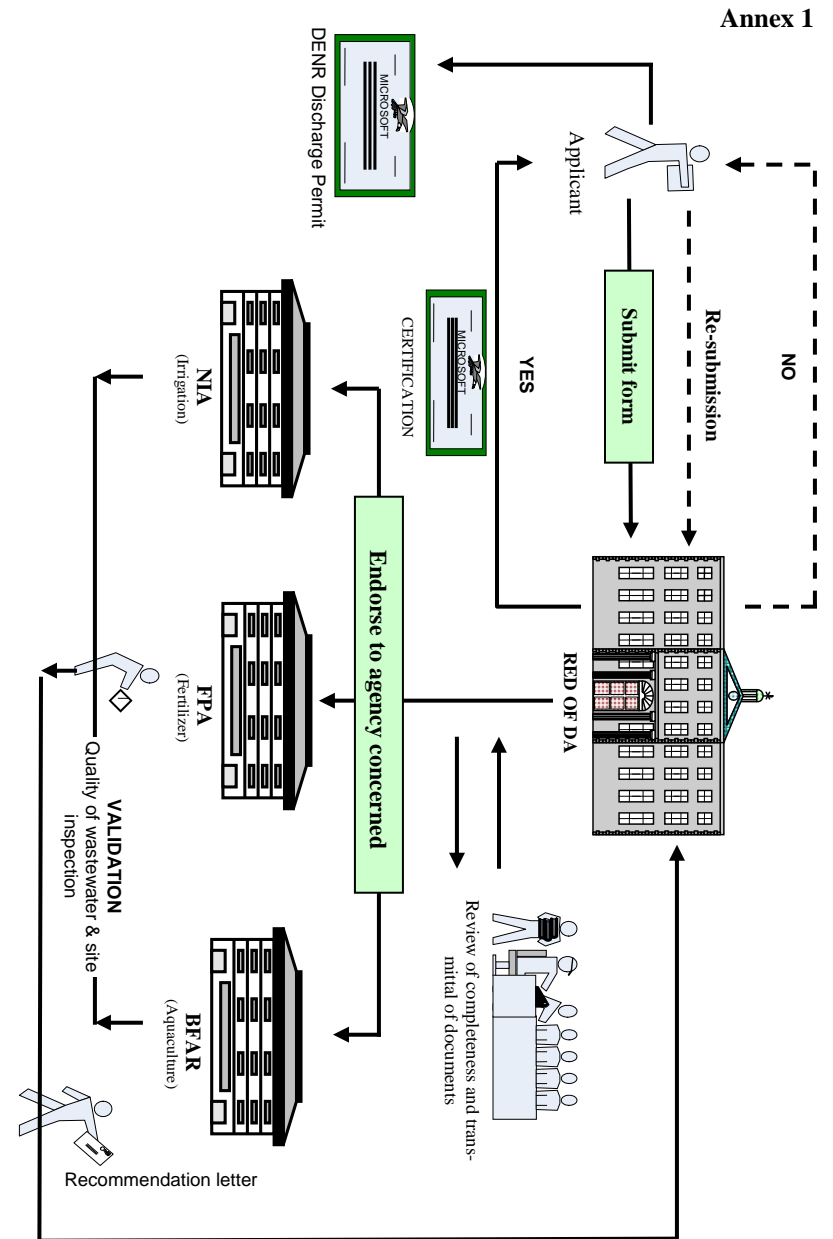 Annex 1
NO
Re-submission
Applicant
Submit form
RED OF DA
YES
MICROSOFT
DENR Discharge Permit
MICROSOFT
CERTIFICATION
Review of completeness and trans-
mittal of documents
Endorse to agency concerned
NIA
(Irrigation)
FPA
(Fertilizer)
BFAR
(Aquaculture)
VALIDATION
Quality of wastewater & site
inspection
Recommendation letter